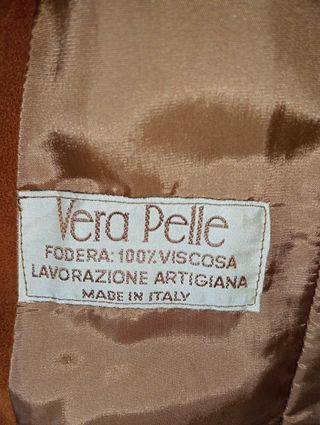 Vera Pelle
FODERA: 100% VISCOSA
LAVORAZIONE ARTIGIANA
MADE IN ITALY